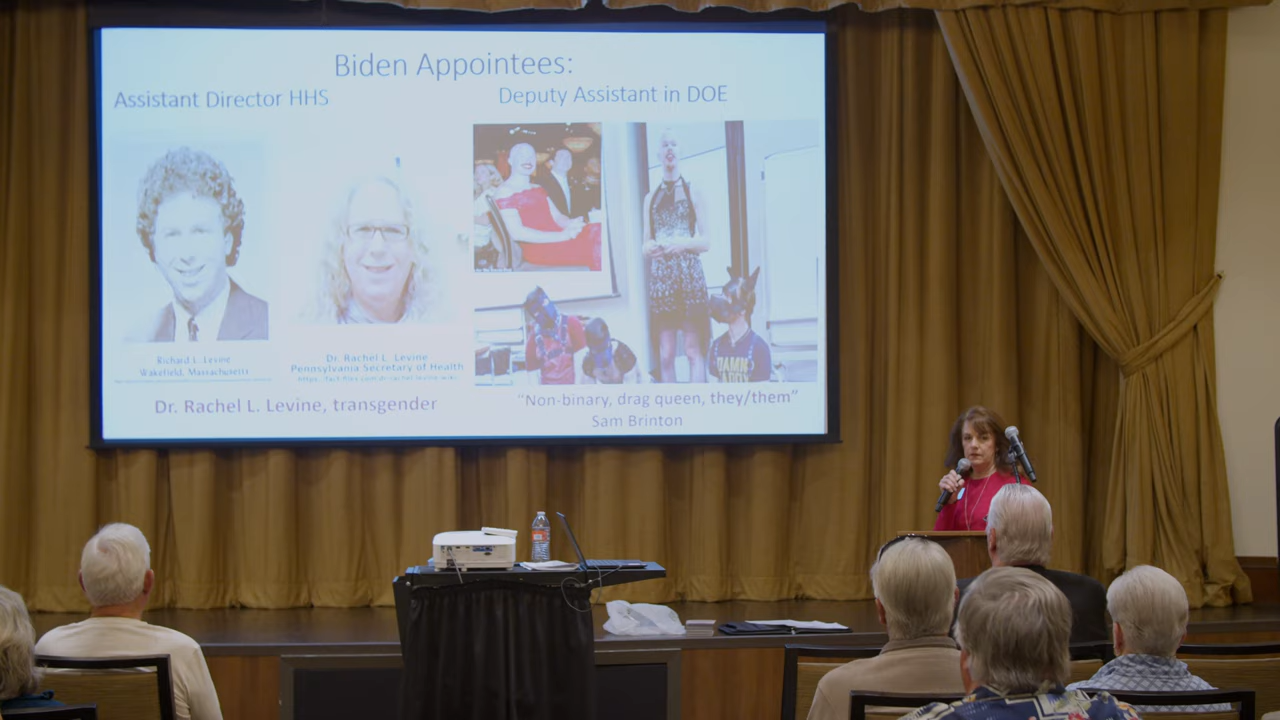 Biden Appointees:
Assistant Director HHS
Deputy Assistant in DOE
Richard L. Levine
Wakefield, Massachusetts
Dr. Rachel L. Levine
Pennsylvania Secretary of Health
Dr. Rachel L. Levine, transgender
"Non-binary, drag queen, they/them"
Sam Brinton